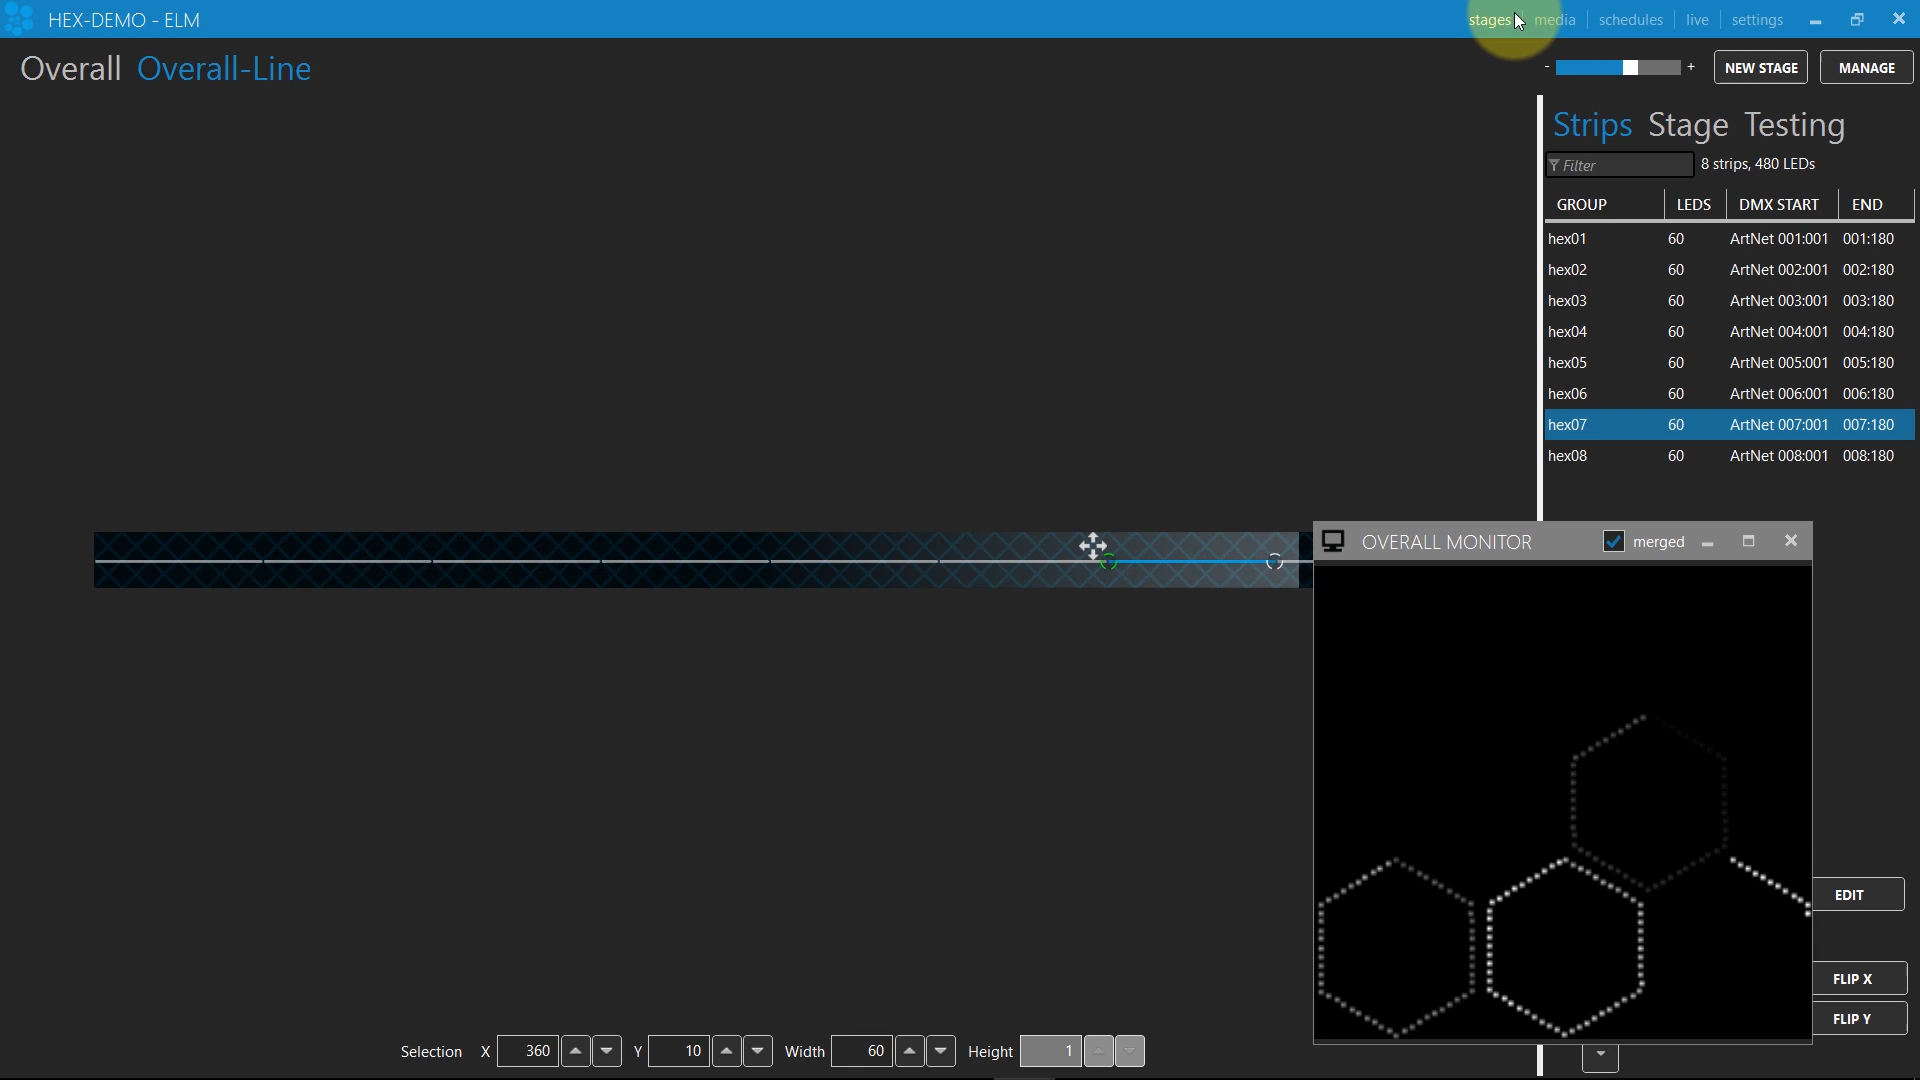 HEX-DEMO - ELM
stages media schedules live settings
Overall Overall-Line
- + NEW STAGE MANAGE
Strips Stage Testing
Filter 8 strips, 480 LEDs
GROUP LEDS DMX START END
hex01 60 ArtNet 001:001 001:180
hex02 60 ArtNet 002:001 002:180
hex03 60 ArtNet 003:001 003:180
hex04 60 ArtNet 004:001 004:180
hex05 60 ArtNet 005:001 005:180
hex06 60 ArtNet 006:001 006:180
hex07 60 ArtNet 007:001 007:180
hex08 60 ArtNet 008:001 008:180
OVERALL MONITOR merged
EDIT
FLIP X
FLIP Y
Selection X 360 Y 10 Width 60 Height 1